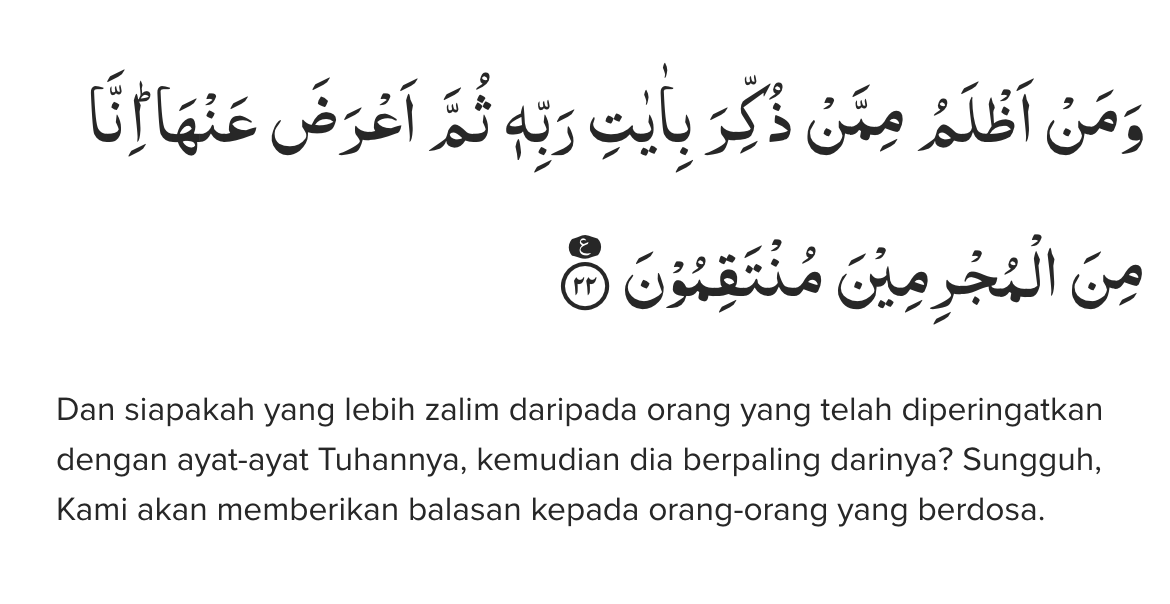 وَمَنْ اَظْلَمُ مِمَّنْ ذُكِّرَ بِاٰيٰتِ رَبِّهٖ ثُمَّ اَعْرَضَ عَنْهَا ۗاِنَّا
مِنَ الْمُجْرِمِيْنَ مُنْتَقِمُوْنَ ࣖ ٢٢
Dan siapakah yang lebih zalim daripada orang yang telah diperingatkan
dengan ayat-ayat Tuhannya, kemudian dia berpaling darinya? Sungguh,
Kami akan memberikan balasan kepada orang-orang yang berdosa.